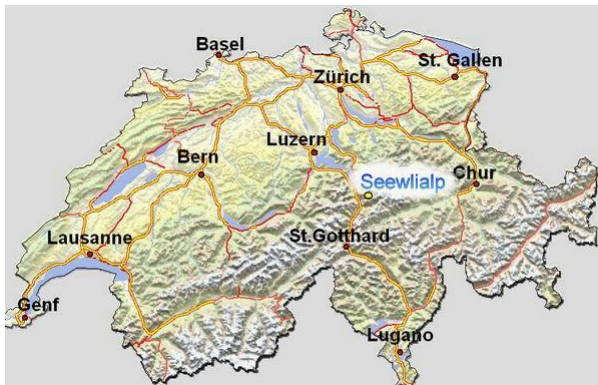 Basel
St. Gallen
Zürich
Luzern
Bern
Chur
Seewlialp
Lausanne
St.Gotthard
Genf
Lugano